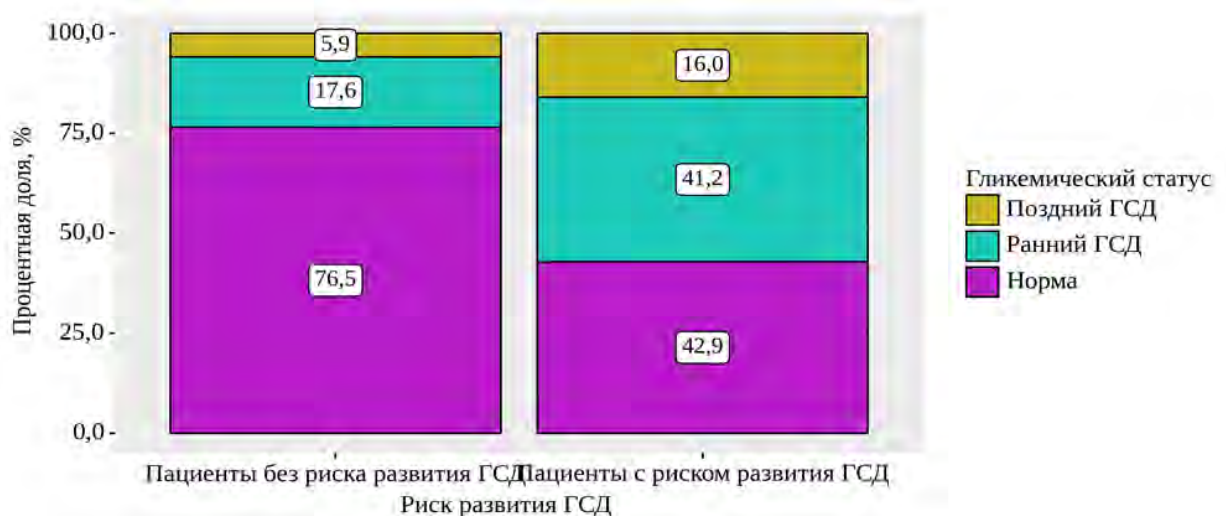 Процентная доля, %
100,0
75,0
50,0
25,0
0,0
5,9
17,6
76,5
16,0
41,2
42,9
Пациенты без риска развития ГСД
Пациенты с риском развития ГСД
Риск развития ГСД
Гликемический статус
Поздний ГСД
Ранний ГСД
Норма